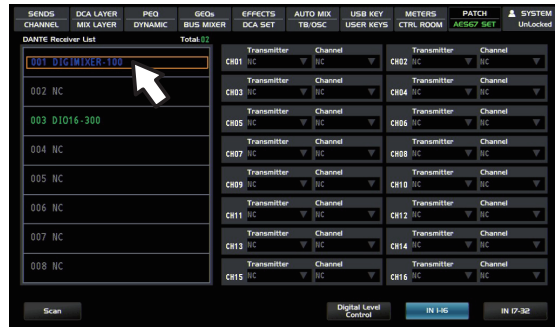 SENDS DCA LAYER PEQ GEQs EFFECTS AUTO MIX USB KEY METERS PATCH SYSTEM
CHANNEL MIX LAYER DYNAMIC BUS MIXER DCA SET TB/OSC USER KEYS CTRL ROOM AES67 SET UnLocked
DANTE Receiver List Total:02
001 DIGIMIXER-100
002 NC
003 DIO16-300
004 NC
005 NC
006 NC
007 NC
008 NC
Transmitter Channel Transmitter Channel
CH01 NC NC CH02 NC NC
Transmitter Channel Transmitter Channel
CH03 NC NC CH04 NC NC
Transmitter Channel Transmitter Channel
CH05 NC NC CH06 NC NC
Transmitter Channel Transmitter Channel
CH07 NC NC CH08 NC NC
Transmitter Channel Transmitter Channel
CH09 NC NC CH10 NC NC
Transmitter Channel Transmitter Channel
CH11 NC NC CH12 NC NC
Transmitter Channel Transmitter Channel
CH13 NC NC CH14 NC NC
Transmitter Channel Transmitter Channel
CH15 NC NC CH16 NC NC
Scan
Digital Level
Control
IN 1-16
IN 17-32